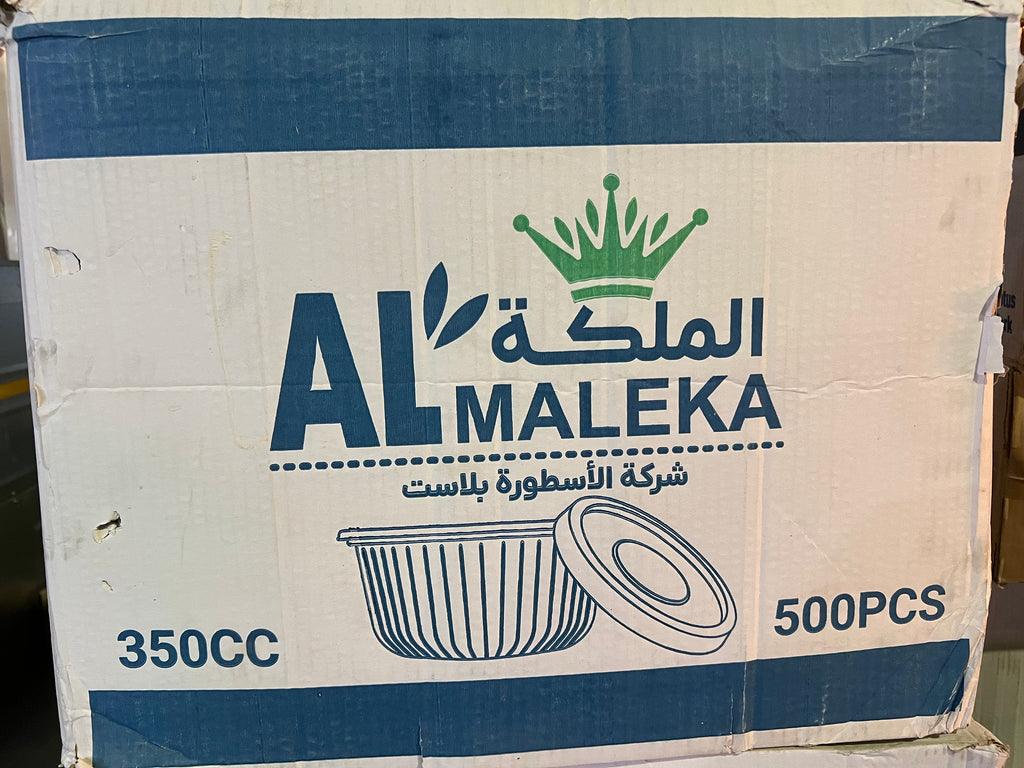 الملكة
AL MALEKA
شركة الأسطورة بلاست
350CC
500PCS